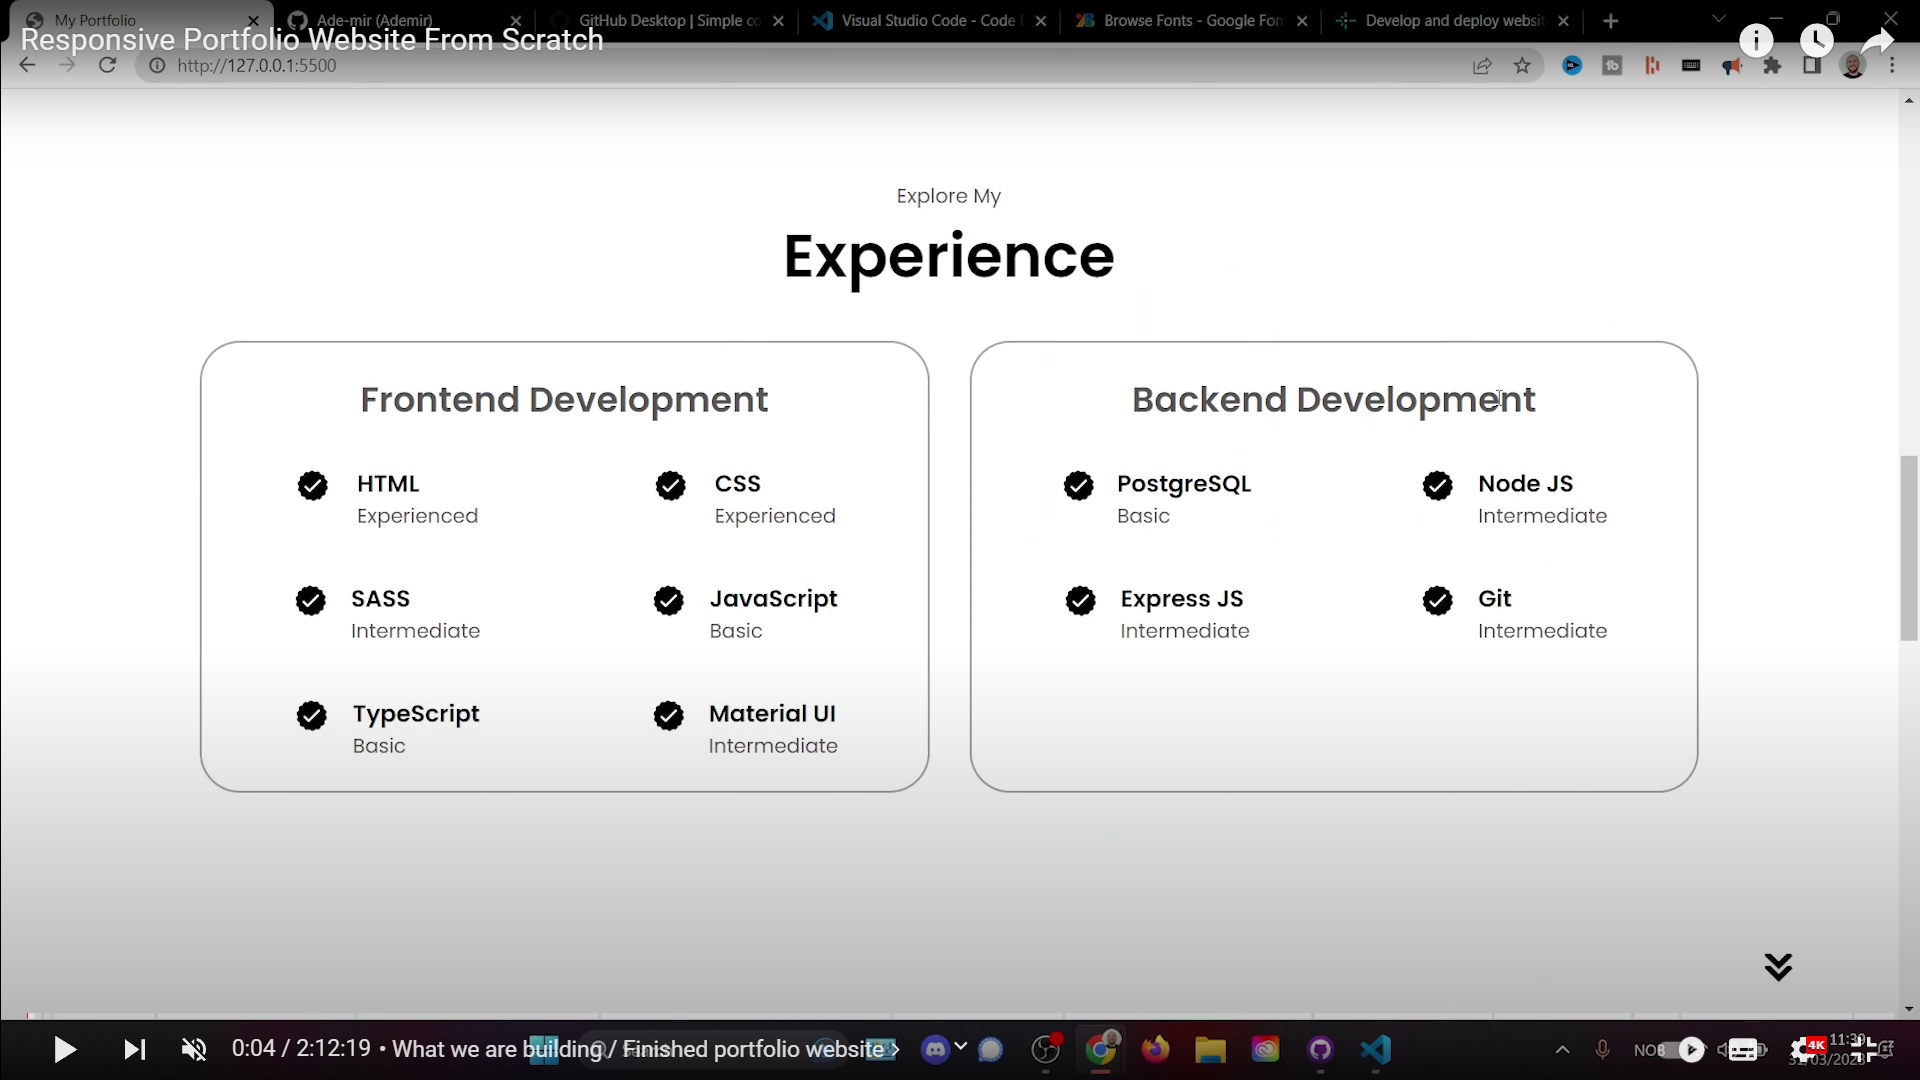 My Portfolio
Ade-mir (Ademir)
GitHub Desktop | Simple co
Visual Studio Code - Code
Browse Fonts - Google Fon
Develop and deploy websit
Responsive Portfolio Website From Scratch
http://127.0.0.1:5500
Explore My
Experience
Frontend Development
Backend Development
HTML
Experienced
CSS
Experienced
SASS
Intermediate
JavaScript
Basic
TypeScript
Basic
Material UI
Intermediate
PostgreSQL
Basic
Node JS
Intermediate
Express JS
Intermediate
Git
Intermediate
0:04 / 2:12:19 • What we are building / Finished portfolio website
NOB
4K
11:39